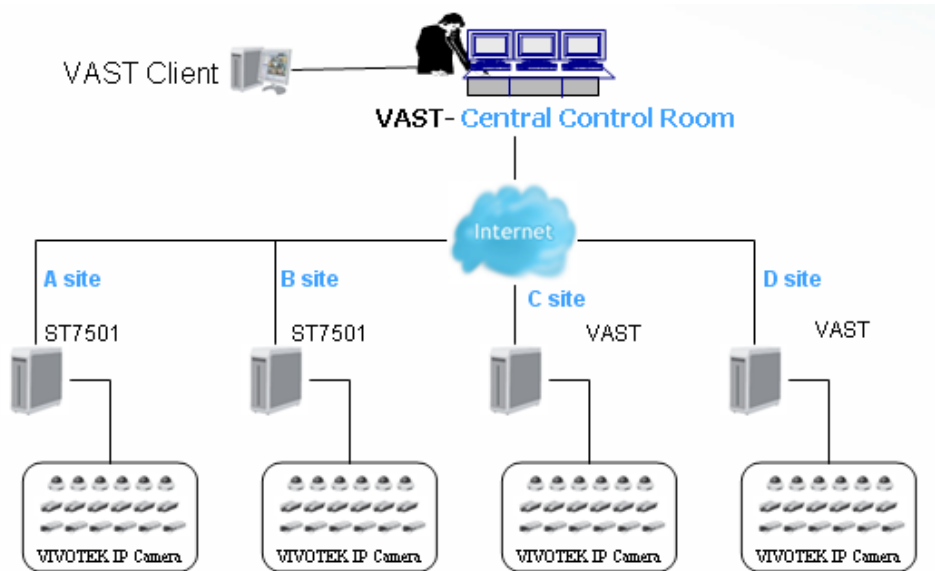 VAST Client
VAST- Central Control Room
Internet
A site
B site
C site
D site
ST7501
ST7501
VAST
VAST
VIVOTEK IP Camera
VIVOTEK IP Camera
VIVOTEK IP Camera
VIVOTEK IP Camera